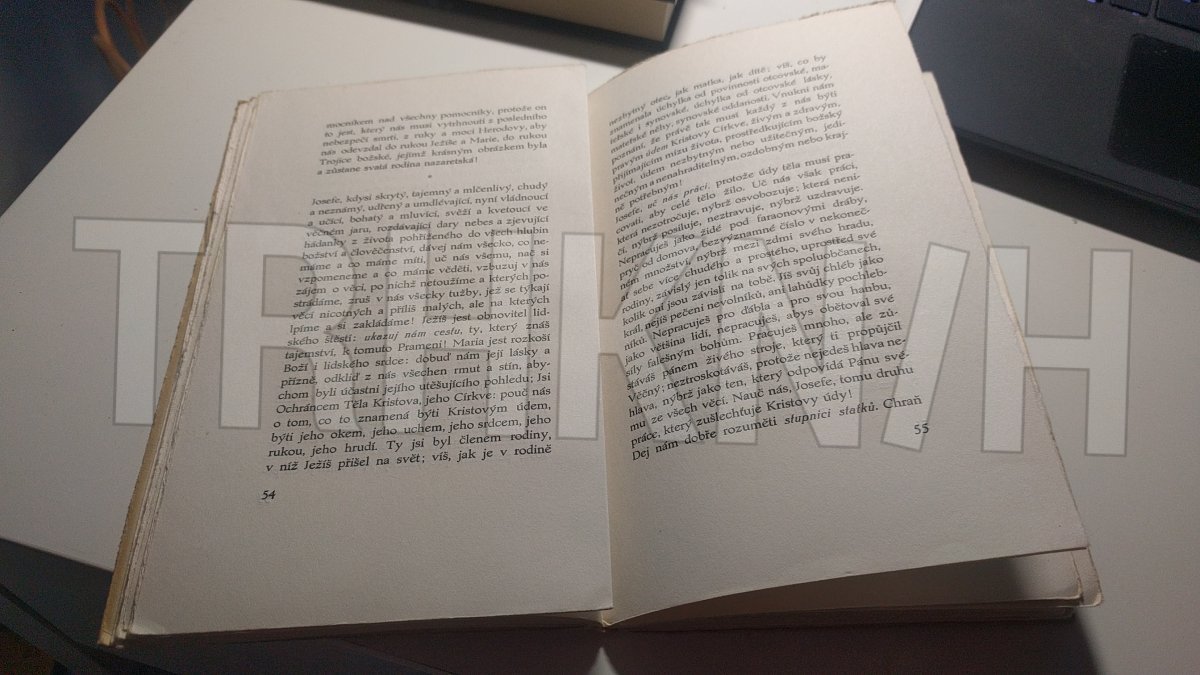 mocníkem nad všechny pomocníky, protože on
to jest, který nás musí vytrhnouti z posledního
nebezpečí smrti, z ruky a moci Herodovy, aby
nás odevzdal do rukou Ježíše a Marie, do rukou
Trojice božské, jejímž krásným obrázkem byla
a zůstane svatá rodina nazaretská!
*
Josefe, kdysi skrytý, tajemný a mlčenlivý, chudý
a neznámý, udřený a umdlévající, nyní vládnoucí
a učící, bohatý a mluvící, svěží a kvetoucí ve
věčném jaru, rozdávající dary nebes a zjevující
hádanky z života pohříženého do všech hlubin
božství a člověčenství, dávej nám všecko, co ne-
máme a co máme míti, uč nás všemu, nač si
vzpomeneme a co máme věděti, vzbuzuj v nás
zájem o věci, po nichž netoužíme a kterých po-
strádáme, zruš v nás všecky tužby, jež se týkají
věcí nicotných a příliš malých, ale na kterých
lpíme a si zakládáme! Ježíš jest obnovitel lid-
ského štěstí: ukazuj nám cestu, ty, který znáš
tajemství, k tomuto Prameni! Maria jest rozkoší
Boží i lidského srdce: dobuď nám její lásky a
přízně, odkliď z nás všechen rmut a stín, aby-
chom byli účastni jejího utěšujícího pohledu; Jsi
Ochráncem Těla Kristova, jeho Církve: pouč nás
o tom, co to znamená býti Kristovým údem,
býti jeho okem, jeho uchem, jeho srdcem, jeho
rukou, jeho hrudí. Ty jsi byl členem rodiny,
v níž Ježíš přišel na svět; víš, jak je v rodině
54
nezbytný otec, jak matka, jak dítě; víš, co by
znamenala úchylka od povinností otcovské, ma-
teřské i synovské, úchylka od otcovské lásky,
mateřské něhy, synovské oddanosti. Vnukni nám
poznání, že právě tak musí každý z nás býti
pravým údem Kristovy Církve, živým a zdravým,
přijímajícím mízu života, prostředkujícím božský
život, údem nezbytným nebo užitečným, jedi-
nečným a nenahraditelným, ozdobným nebo kraj-
ně potřebným!
Josefe, uč nás práci, protože údy těla musí pra-
covati, aby celé tělo žilo. Uč nás však práci,
která nezotročuje, nýbrž osvobozuje; která neni-
čí, nýbrž posiluje, neztravuje, nýbrž uzdravuje.
Nepracuješ jako židé pod faraonovými dráby,
pryč od domova, bezvýznamné číslo v nekoneč-
ném množství, nýbrž mezi zdmi svého hradu,
ať sebe více chudého a prostého, uprostřed své
rodiny, závislý jen tolik na svých spoluobčanech,
kolik oni jsou závislí na tobě. Jíš svůj chléb jako
král, nejíš pečeni nevolníků, ani lahůdky pochleb-
níků. Nepracuješ pro ďábla a pro svou hanbu,
jako většina lidí, nepracuješ, abys obětoval své
síly falešným bohům. Pracuješ mnoho, ale zů-
stáváš pánem živého stroje, který ti propůjčil
Věčný; neztroskotáváš, protože nejedeš hlava ne-
hlava, nýbrž jako ten, který odpovídá Pánu své-
mu ze všech věcí. Nauč nás, Josefe, tomu druhu
práce, který zušlechťuje Kristovy údy!
Dej nám dobře rozuměti stupnici statků. Chraň
55